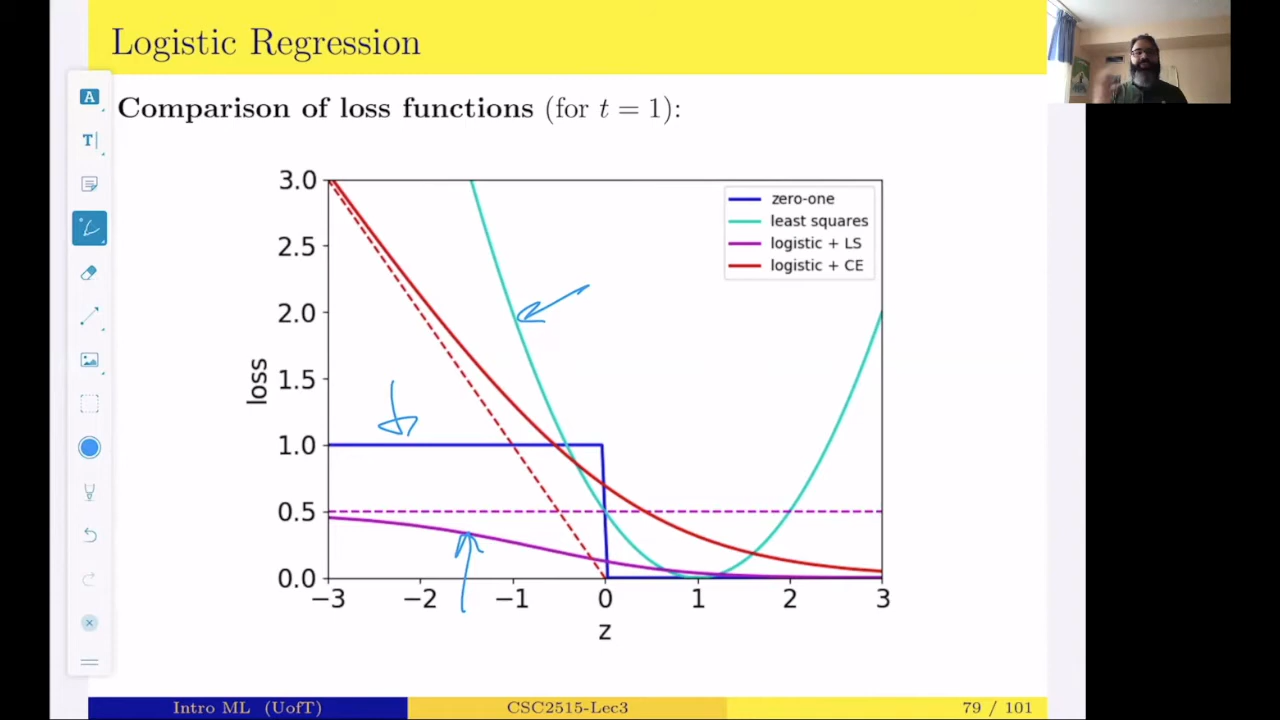 Logistic Regression
Comparison of loss functions (for t = 1):
3.0
2.5
2.0
1.5
1.0
0.5
0.0
loss
zero-one
least squares
logistic + LS
logistic + CE
−3 −2 −1 0 1 2 3
z
A
T
Intro ML (UofT) CSC2515-Lec3 79 / 101